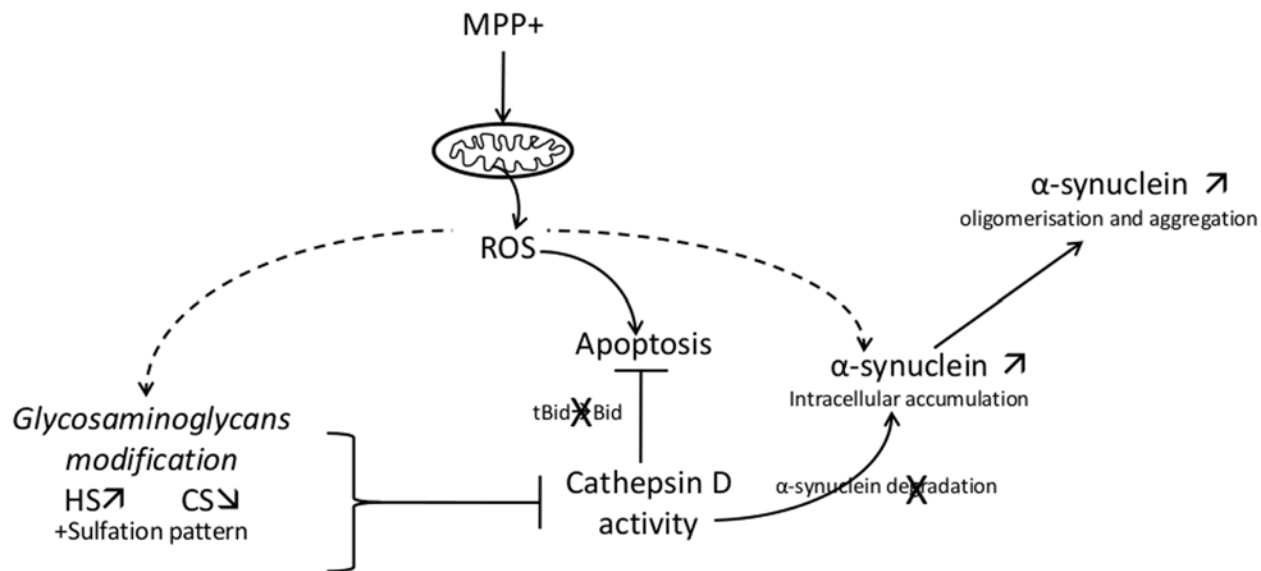 MPP+
α-synuclein ↗
oligomerisation and aggregation
ROS
Apoptosis
α-synuclein ↗
Intracellular accumulation
tBid→Bid
Glycosaminoglycans
modification
HS↗ CS↘
+Sulfation pattern
Cathepsin D
activity
α-synuclein degradation